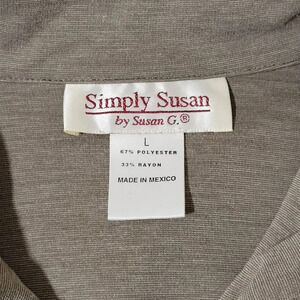 Simply Susan
by Susan G.®
L
67% POLYESTER
33% RAYON
MADE IN MEXICO